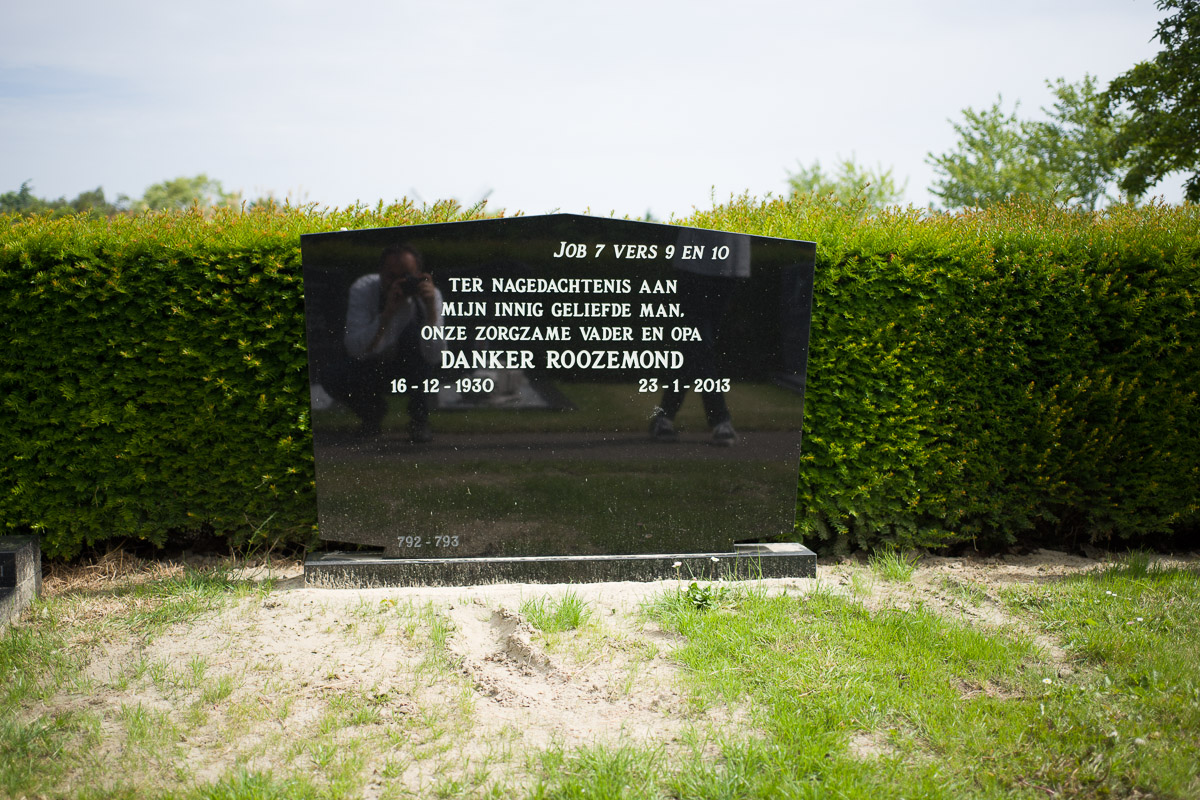 JOB 7 VERS 9 EN 10
TER NAGEDACHTENIS AAN
MIJN INNIG GELIEFDE MAN,
ONZE ZORGZAME VADER EN OPA
DANKER ROOZEMOND
16-12-1930 23-1-2013
792-793